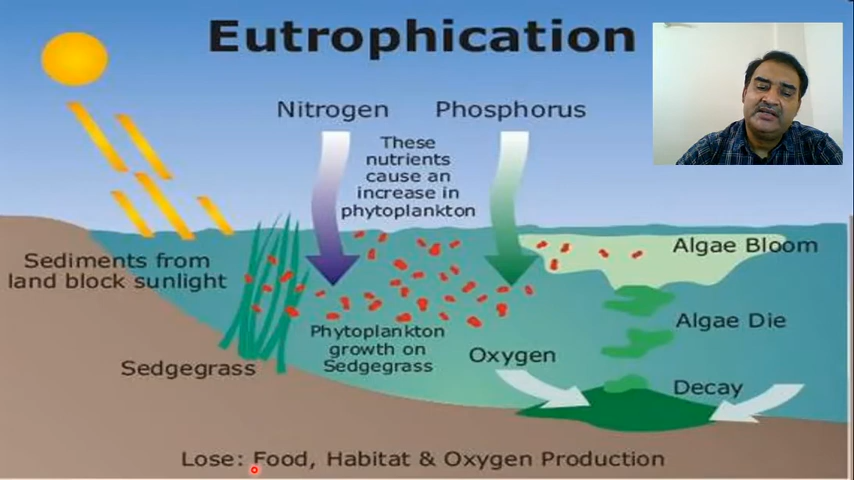 Eutrophication
Nitrogen
Phosphorus
These
nutrients
cause an
increase in
phytoplankton
Sediments from
land block sunlight
Algae Bloom
Algae Die
Phytoplankton
growth on
Sedgegrass
Oxygen
Sedgegrass
Decay
Lose: Food, Habitat & Oxygen Production